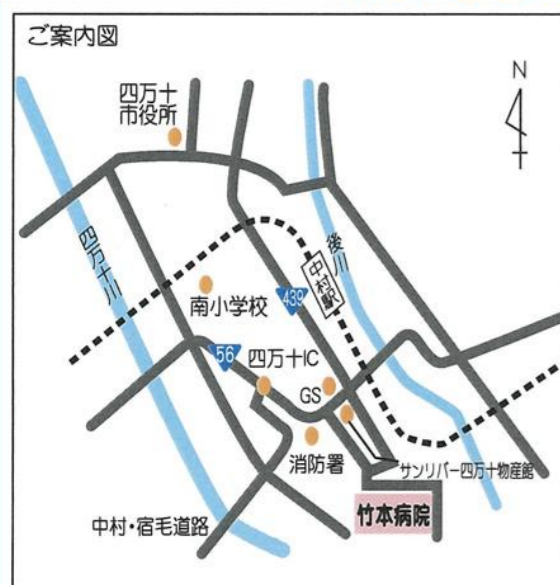 ご案内図
N
四万十
市役所
四万十川
後川
中村駅
439
南小学校
56
四万十IC
GS
消防署
サンリバー四万十物産館
中村・宿毛道路
竹本病院